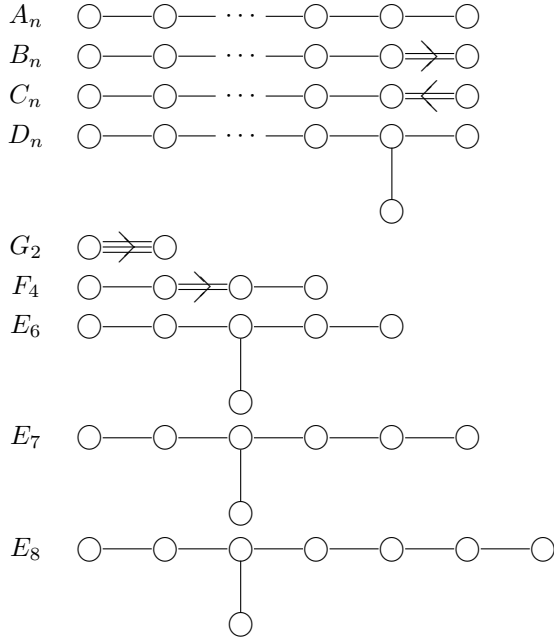 A_n ···
B_n ···
C_n ···
D_n ···
G_2
F_4
E_6
E_7
E_8